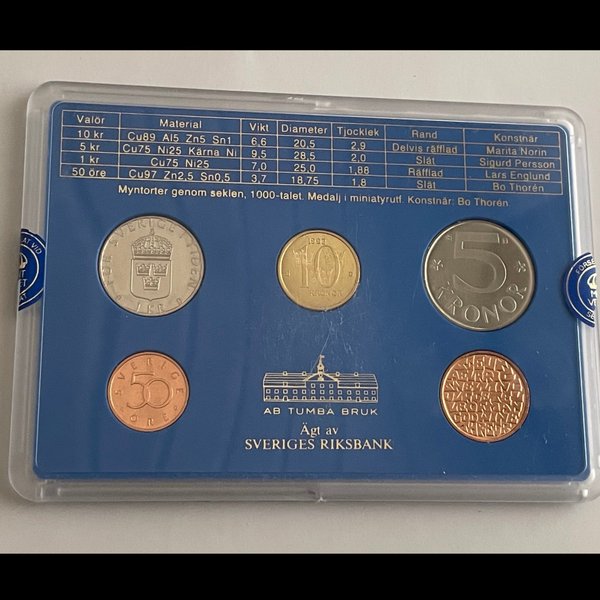 Valör Material Vikt Diameter Tjocklek Rand Konstnär
10 kr Cu89 Al5 Zn5 Sn1 6,6 20,5 2,9 Delvis räfflad Marita Norin
5 kr Cu75 Ni25 Kärna Ni 9,5 28,5 2,0 Slät Sigurd Persson
1 kr Cu75 Ni25 7,0 25,0 1,88 Räfflad Lars Englund
50 öre Cu97 Zn2,5 Sn0,5 3,7 18,75 1,8 Slät Bo Thorén
Myntorter genom seklen, 1000-talet. Medalj i miniatyrutf. Konstnär: Bo Thorén
FÖR SVERIGE I TIDEN
1 KR
10
KRONOR
5
KRONOR
SVERIGE
50
ÖRE
AB TUMBA BRUK
Ägt av
SVERIGES RIKSBANK